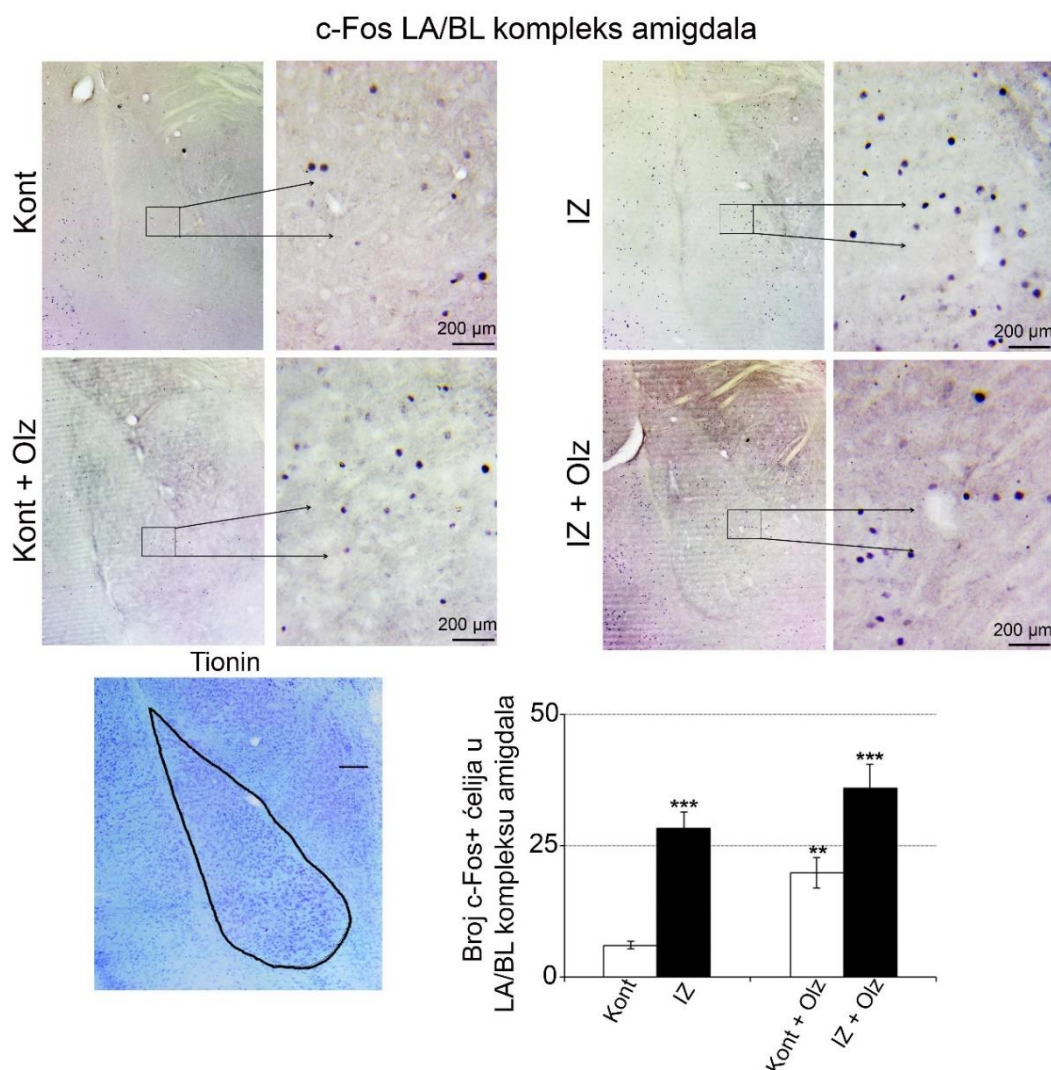 c-Fos LA/BL kompleks amigdala
Kont
200 µm
IZ
200 µm
Kont + Olz
200 µm
IZ + Olz
200 µm
Tionin
Broj c-Fos+ ćelija u
LA/BL kompleksu amigdala
50
25
0
***
**
***
Kont
IZ
Kont + Olz
IZ + Olz